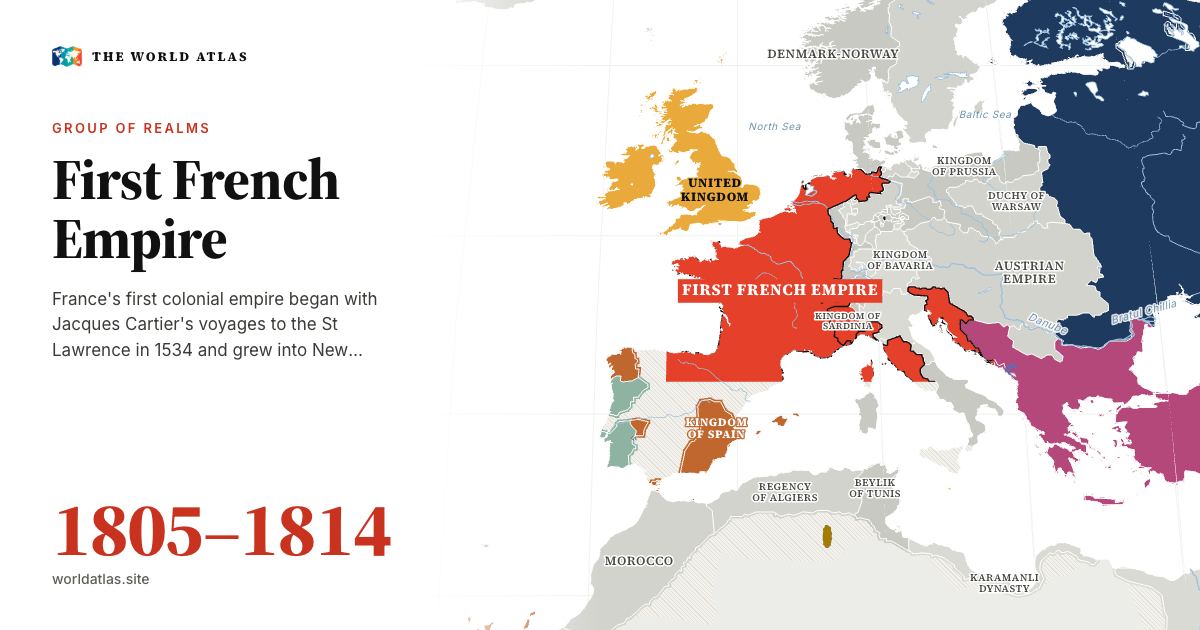 THE WORLD ATLAS
GROUP OF REALMS
First French
Empire
France's first colonial empire began with
Jacques Cartier's voyages to the St
Lawrence in 1534 and grew into New...
1805–1814
worldatlas.site
DENMARK-NORWAY
North Sea
Baltic Sea
UNITED
KINGDOM
KINGDOM
OF PRUSSIA
DUCHY OF
WARSAW
KINGDOM
OF BAVARIA
AUSTRIAN
EMPIRE
FIRST FRENCH EMPIRE
KINGDOM OF
SARDINIA
Danube
Bratul Chillia
KINGDOM
OF SPAIN
REGENCY
OF ALGIERS
BEYLIK
OF TUNIS
MOROCCO
KARAMANLI
DYNASTY